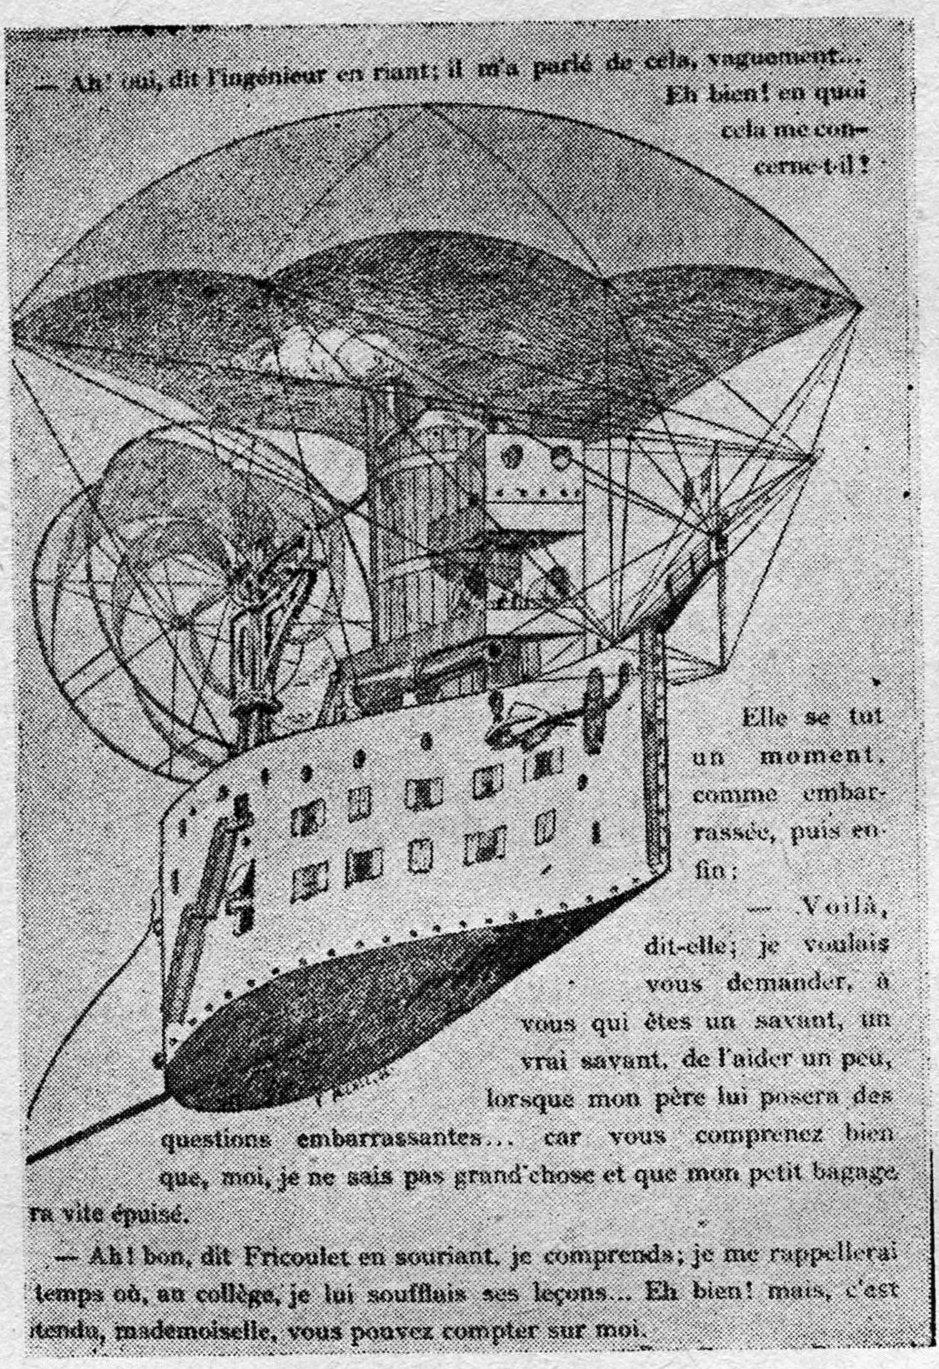 — Ah! oui, dit l'ingénieur en riant; il m'a parlé de cela, vaguement...
Eh bien! en quoi
cela me con-
cerne-t-il?
Elle se tut
un moment,
comme embar-
rassée, puis en-
fin:
— Voilà,
dit-elle; je voulais
vous demander, à
vous qui êtes un savant, un
vrai savant, de l'aider un peu,
lorsque mon père lui posera des
questions embarrassantes... car vous comprenez bien
que, moi, je ne sais pas grand'chose et que mon petit bagage
ra vite épuisé.
— Ah! bon, dit Fricoulet en souriant, je comprends; je me rappellerai
temps où, au collège, je lui soufflais ses leçons... Eh bien! mais, c'est
tendu, mademoiselle, vous pouvez compter sur moi.